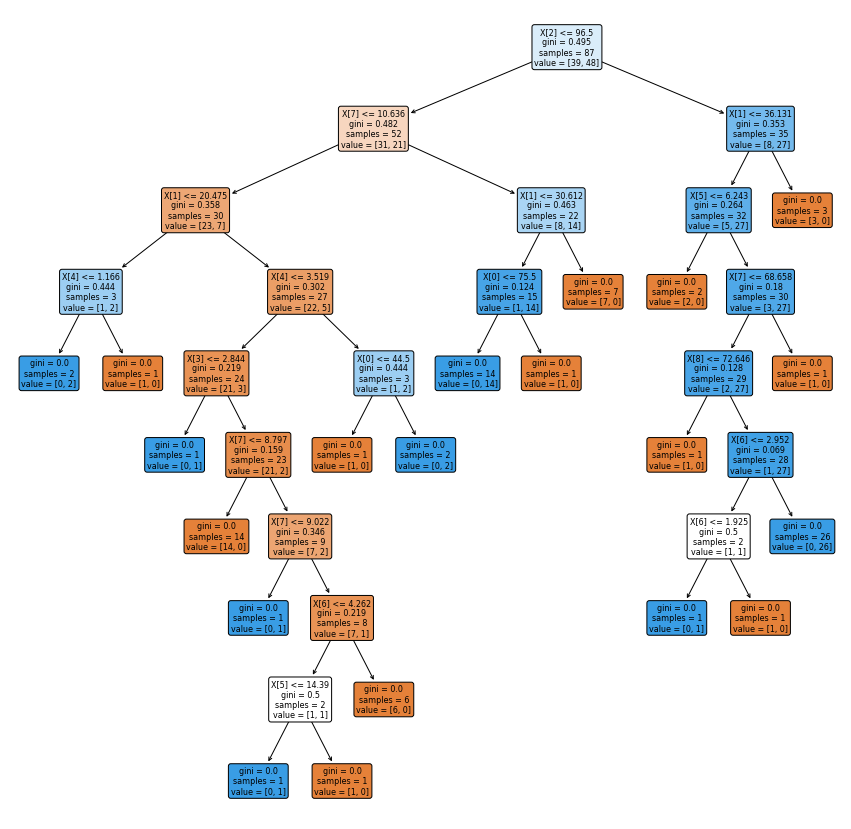 X[2] <= 96.5
gini = 0.495
samples = 87
value = [39, 48]
X[7] <= 10.636
gini = 0.482
samples = 52
value = [31, 21]
X[1] <= 36.131
gini = 0.353
samples = 35
value = [8, 27]
X[1] <= 20.475
gini = 0.358
samples = 30
value = [23, 7]
X[1] <= 30.612
gini = 0.463
samples = 22
value = [8, 14]
X[5] <= 6.243
gini = 0.264
samples = 32
value = [5, 27]
gini = 0.0
samples = 3
value = [3, 0]
X[4] <= 1.166
gini = 0.444
samples = 3
value = [1, 2]
X[4] <= 3.519
gini = 0.302
samples = 27
value = [22, 5]
X[0] <= 75.5
gini = 0.124
samples = 15
value = [1, 14]
gini = 0.0
samples = 7
value = [7, 0]
gini = 0.0
samples = 2
value = [2, 0]
X[7] <= 68.658
gini = 0.18
samples = 30
value = [3, 27]
gini = 0.0
samples = 2
value = [0, 2]
gini = 0.0
samples = 1
value = [1, 0]
X[3] <= 2.844
gini = 0.219
samples = 24
value = [21, 3]
X[0] <= 44.5
gini = 0.444
samples = 3
value = [1, 2]
gini = 0.0
samples = 14
value = [0, 14]
gini = 0.0
samples = 1
value = [1, 0]
X[8] <= 72.646
gini = 0.128
samples = 29
value = [2, 27]
gini = 0.0
samples = 1
value = [1, 0]
gini = 0.0
samples = 1
value = [0, 1]
X[7] <= 8.797
gini = 0.159
samples = 23
value = [21, 2]
gini = 0.0
samples = 1
value = [1, 0]
gini = 0.0
samples = 2
value = [0, 2]
gini = 0.0
samples = 1
value = [1, 0]
X[6] <= 2.952
gini = 0.069
samples = 28
value = [1, 27]
gini = 0.0
samples = 14
value = [14, 0]
X[7] <= 9.022
gini = 0.346
samples = 9
value = [7, 2]
X[6] <= 1.925
gini = 0.5
samples = 2
value = [1, 1]
gini = 0.0
samples = 26
value = [0, 26]
gini = 0.0
samples = 1
value = [0, 1]
X[6] <= 4.262
gini = 0.219
samples = 8
value = [7, 1]
gini = 0.0
samples = 1
value = [0, 1]
gini = 0.0
samples = 1
value = [1, 0]
X[5] <= 14.39
gini = 0.5
samples = 2
value = [1, 1]
gini = 0.0
samples = 6
value = [6, 0]
gini = 0.0
samples = 1
value = [0, 1]
gini = 0.0
samples = 1
value = [1, 0]